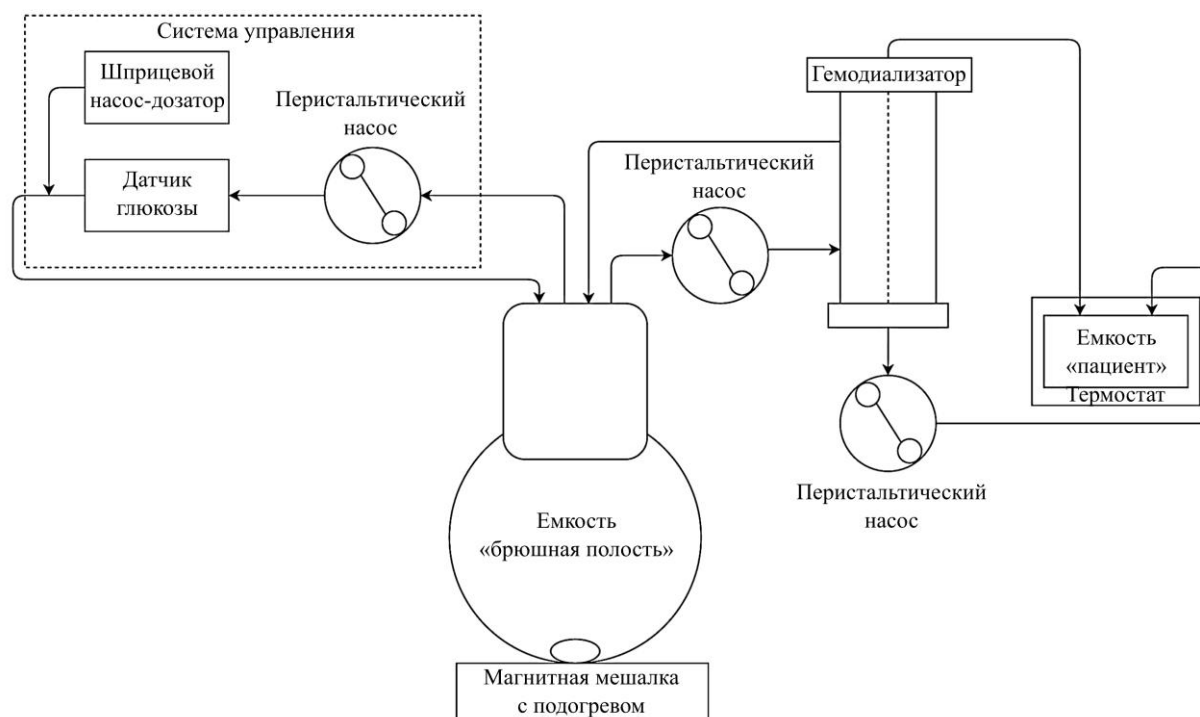 Система управления
Шприцевой
насос-дозатор
Перистальтический
насос
Датчик
глюкозы
Гемодиализатор
Перистальтический
насос
Емкость
«пациент»
Термостат
Перистальтический
насос
Емкость
«брюшная полость»
Магнитная мешалка
с подогревом